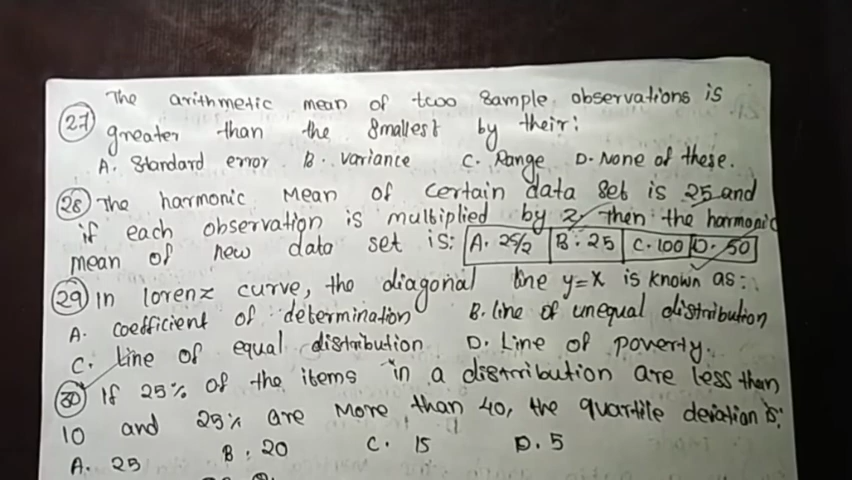 The arithmetic mean of two sample observations is
27 greater than the smallest by their:
A. Standard error B. variance C. Range D. None of these.
28 The harmonic Mean of certain data set is 25 and
if each observation is multiplied by 2. then the harmonic
mean of new data set is: A. 25/2 B. 25 C. 100 D. 50
29 In lorenz curve, the diagonal line y=x is known as:
A. coefficient of determination B. line of unequal distribution
C. Line of equal distribution D. Line of poverty.
30 If 25% of the items in a distribution are less than
10 and 25% are more than 40, the quartile deviation is:
A. 25 B. 20 C. 15 D. 5